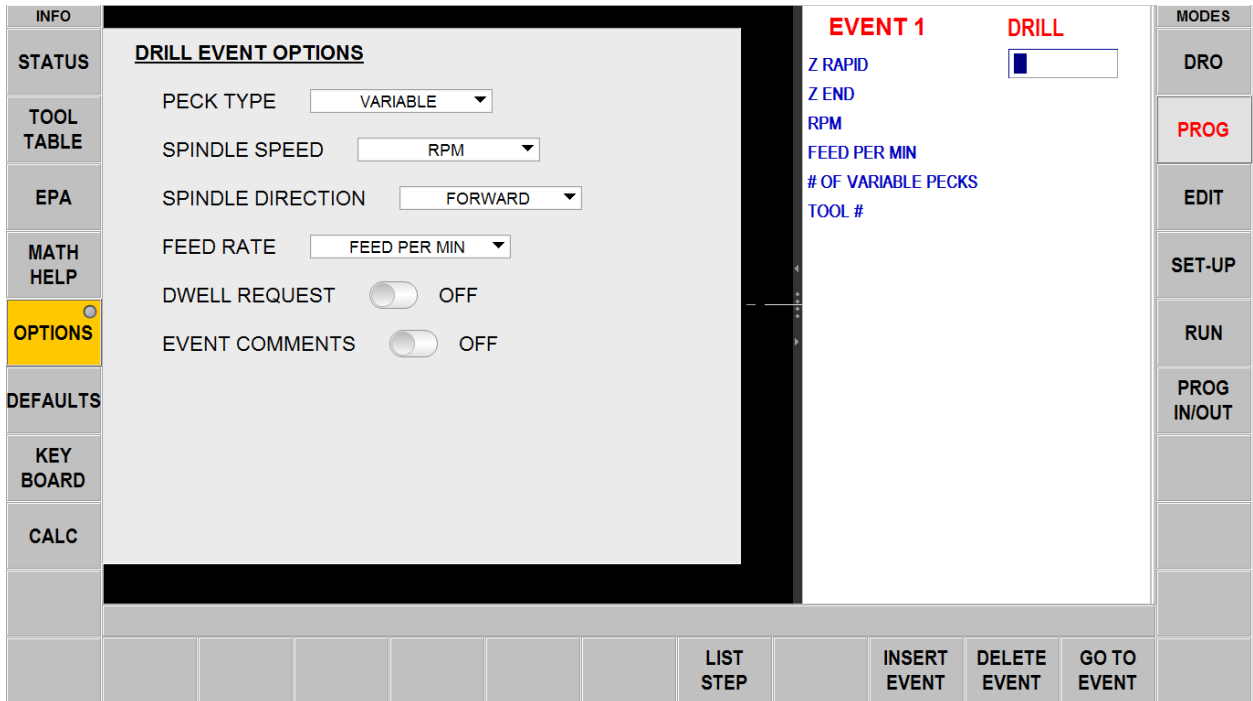 INFO
STATUS
TOOL
TABLE
EPA
MATH
HELP
OPTIONS
DEFAULTS
KEY
BOARD
CALC
DRILL EVENT OPTIONS
PECK TYPE VARIABLE
SPINDLE SPEED RPM
SPINDLE DIRECTION FORWARD
FEED RATE FEED PER MIN
DWELL REQUEST OFF
EVENT COMMENTS OFF
EVENT 1 DRILL
Z RAPID
Z END
RPM
FEED PER MIN
# OF VARIABLE PECKS
TOOL #
MODES
DRO
PROG
EDIT
SET-UP
RUN
PROG
IN/OUT
LIST
STEP
INSERT
EVENT
DELETE
EVENT
GO TO
EVENT